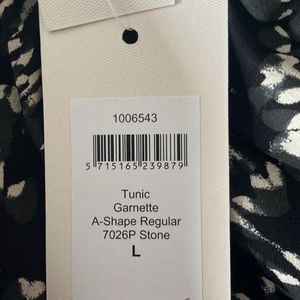 1006543
5 715165 239879
Tunic
Garnette
A-Shape Regular
7026P Stone
L